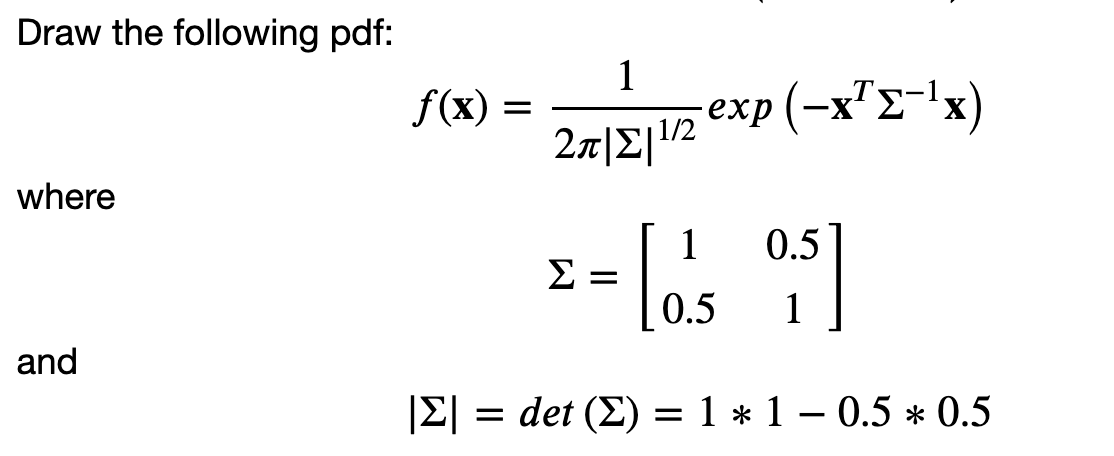 Draw the following pdf:
f(x) = 1 / 2π|Σ|^{1/2} exp (−x^T Σ^{−1} x)
where
Σ = [ 1 0.5
0.5 1 ]
and
|Σ| = det (Σ) = 1 * 1 − 0.5 * 0.5